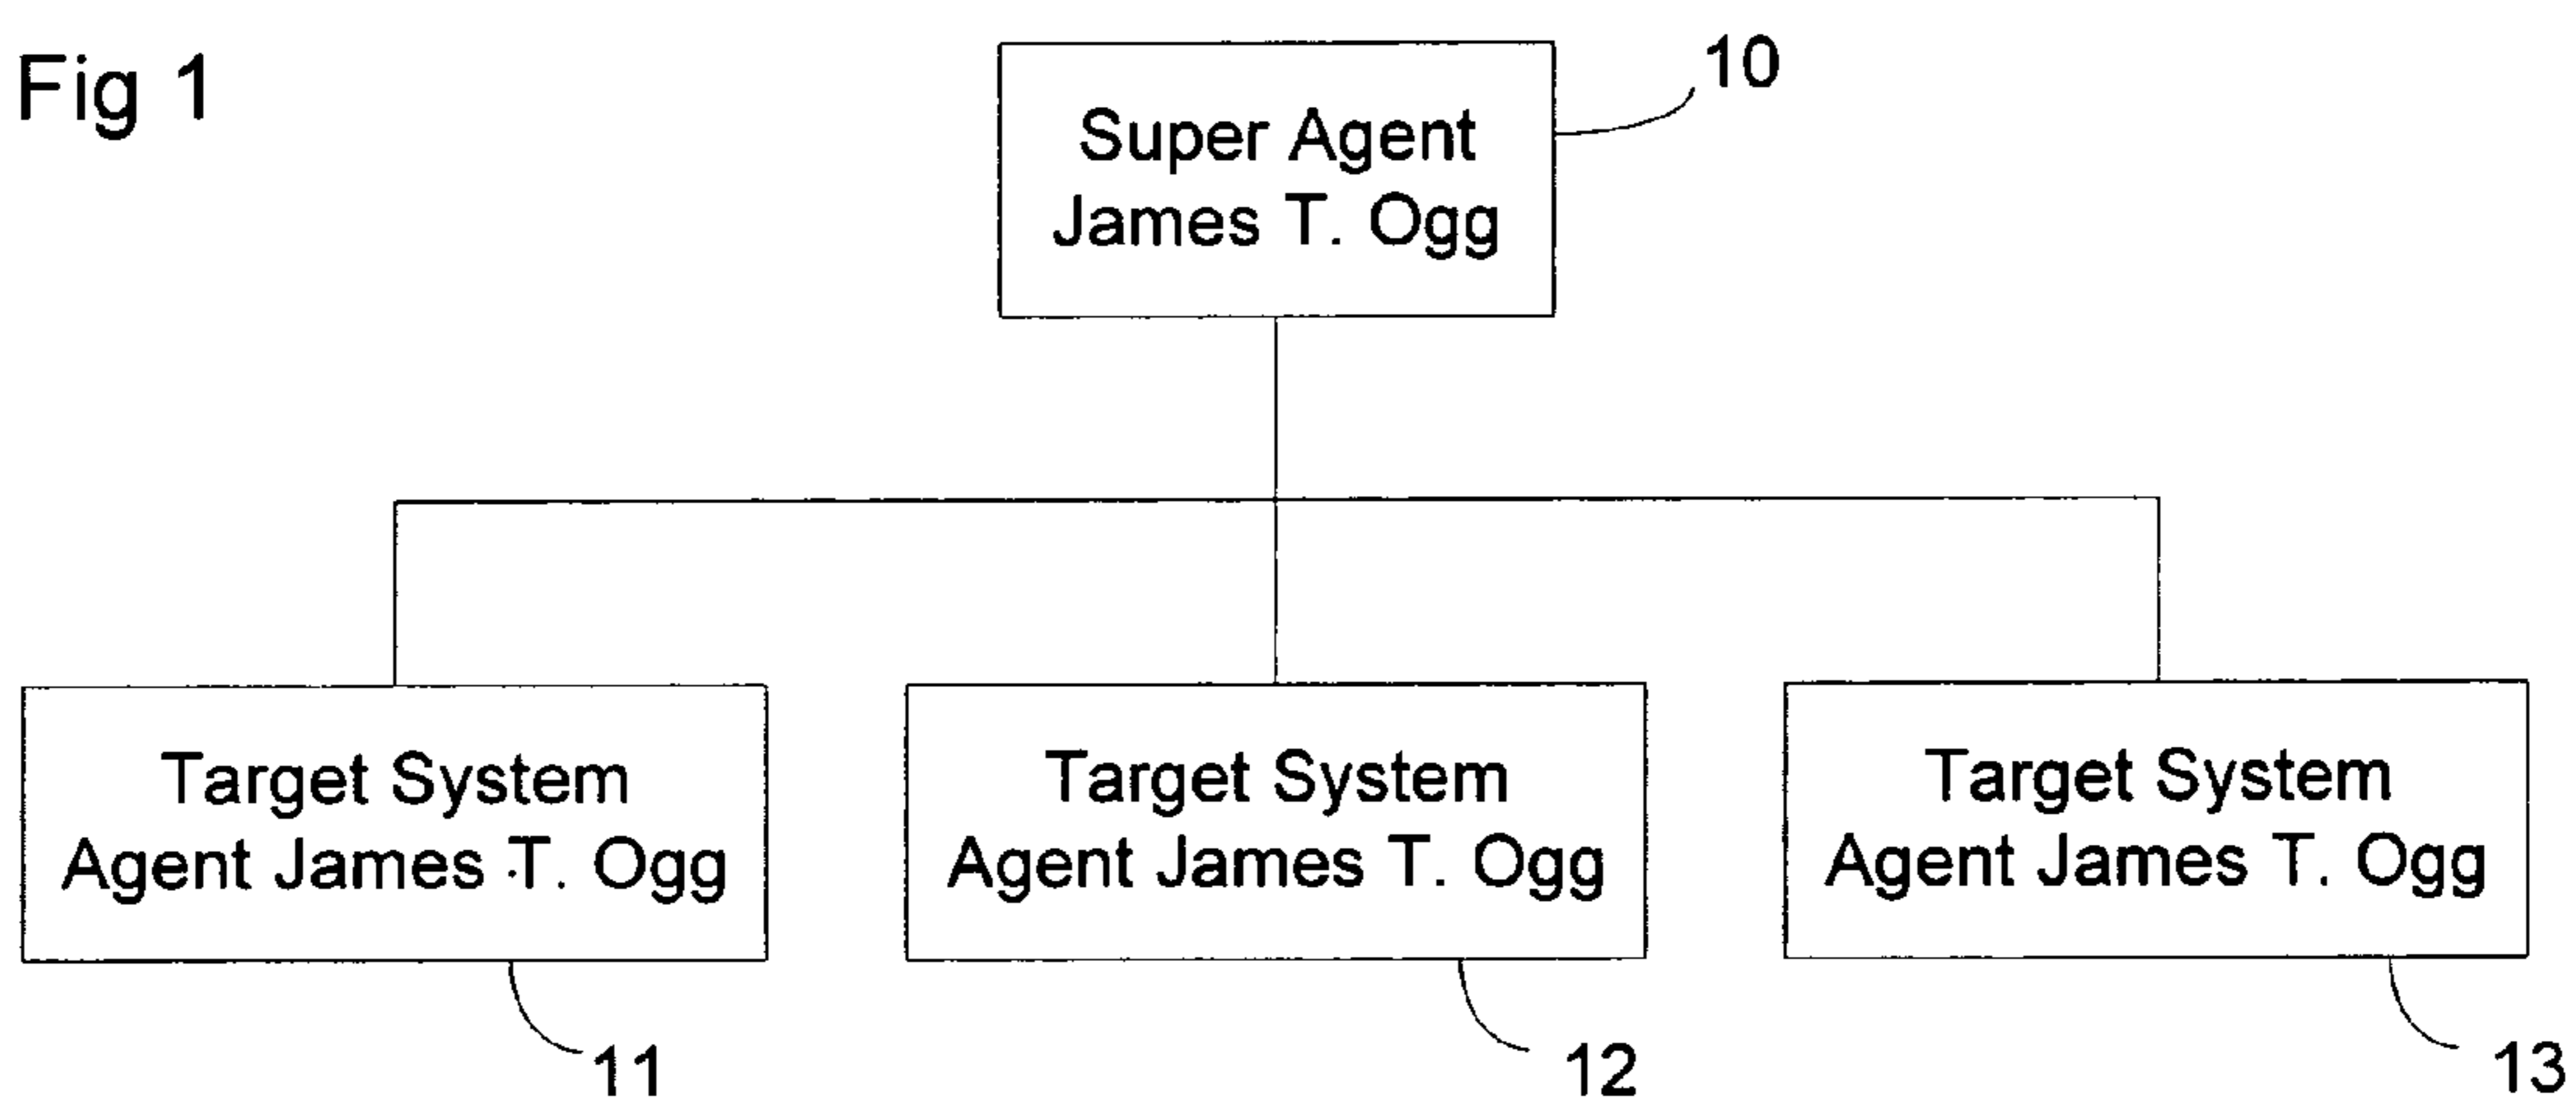 Fig 1
10
Super Agent
James T. Ogg
Target System
Agent James T. Ogg
11
Target System
Agent James T. Ogg
12
Target System
Agent James T. Ogg
13